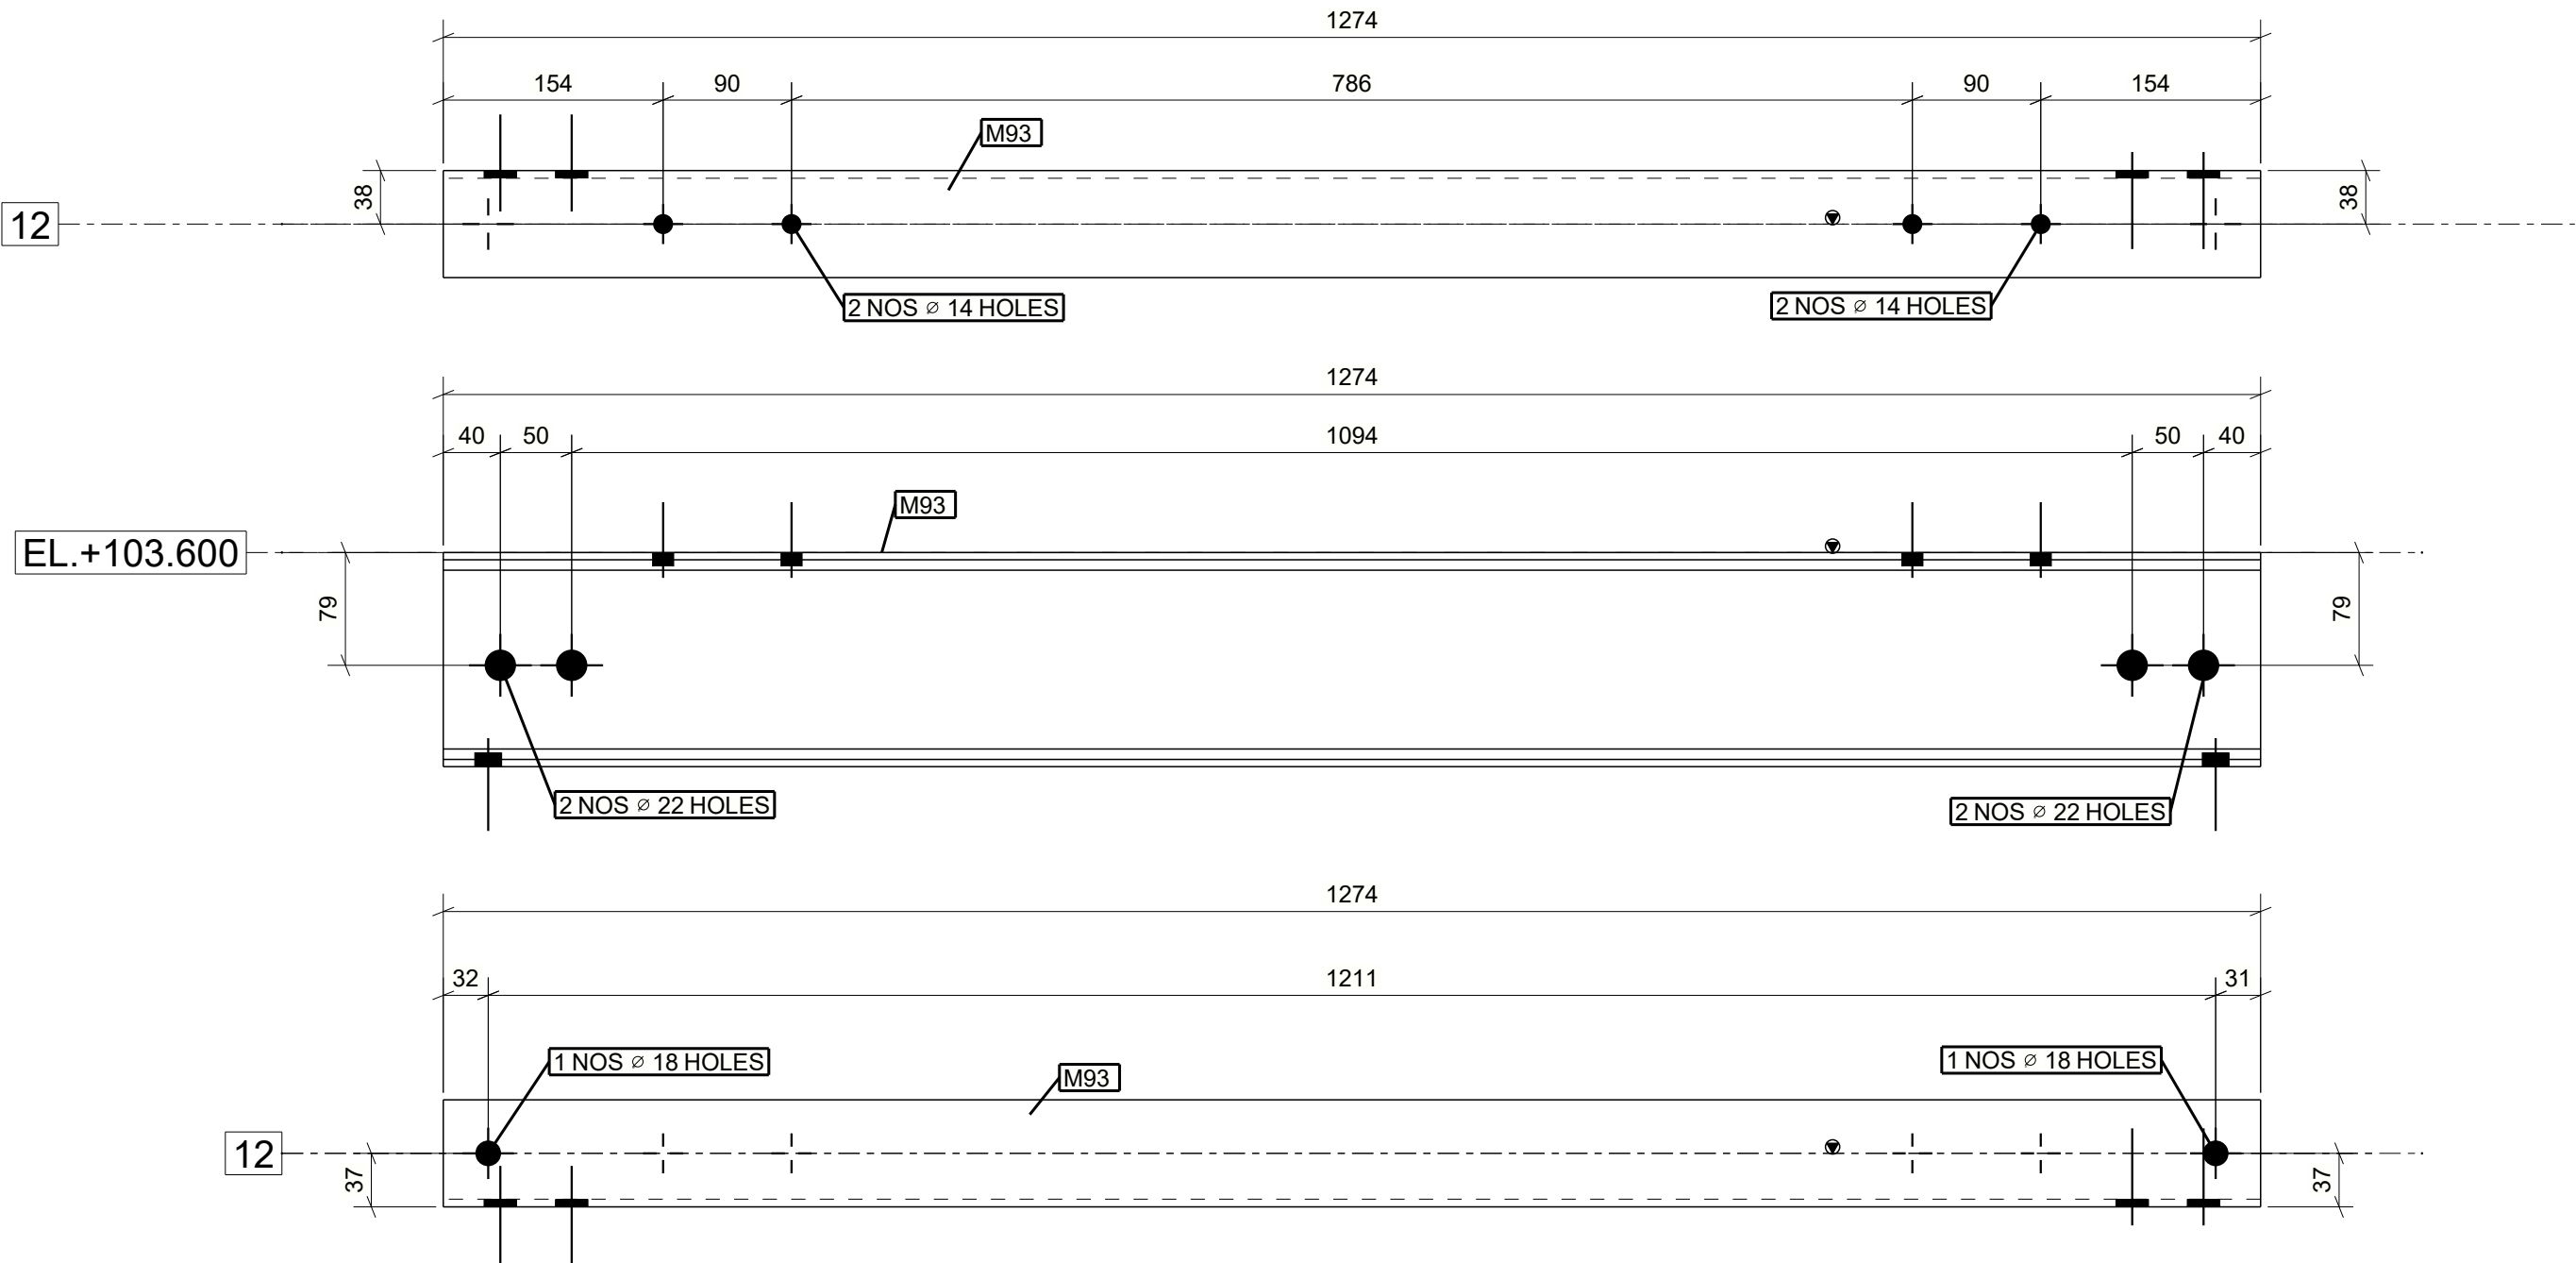 1274
154 90 786 90 154
M93
38 38
12
2 NOS ⌀ 14 HOLES 2 NOS ⌀ 14 HOLES
1274
40 50 1094 50 40
M93
EL.+103.600
79 79
2 NOS ⌀ 22 HOLES 2 NOS ⌀ 22 HOLES
1274
32 1211 31
1 NOS ⌀ 18 HOLES 1 NOS ⌀ 18 HOLES
M93
12
37 37